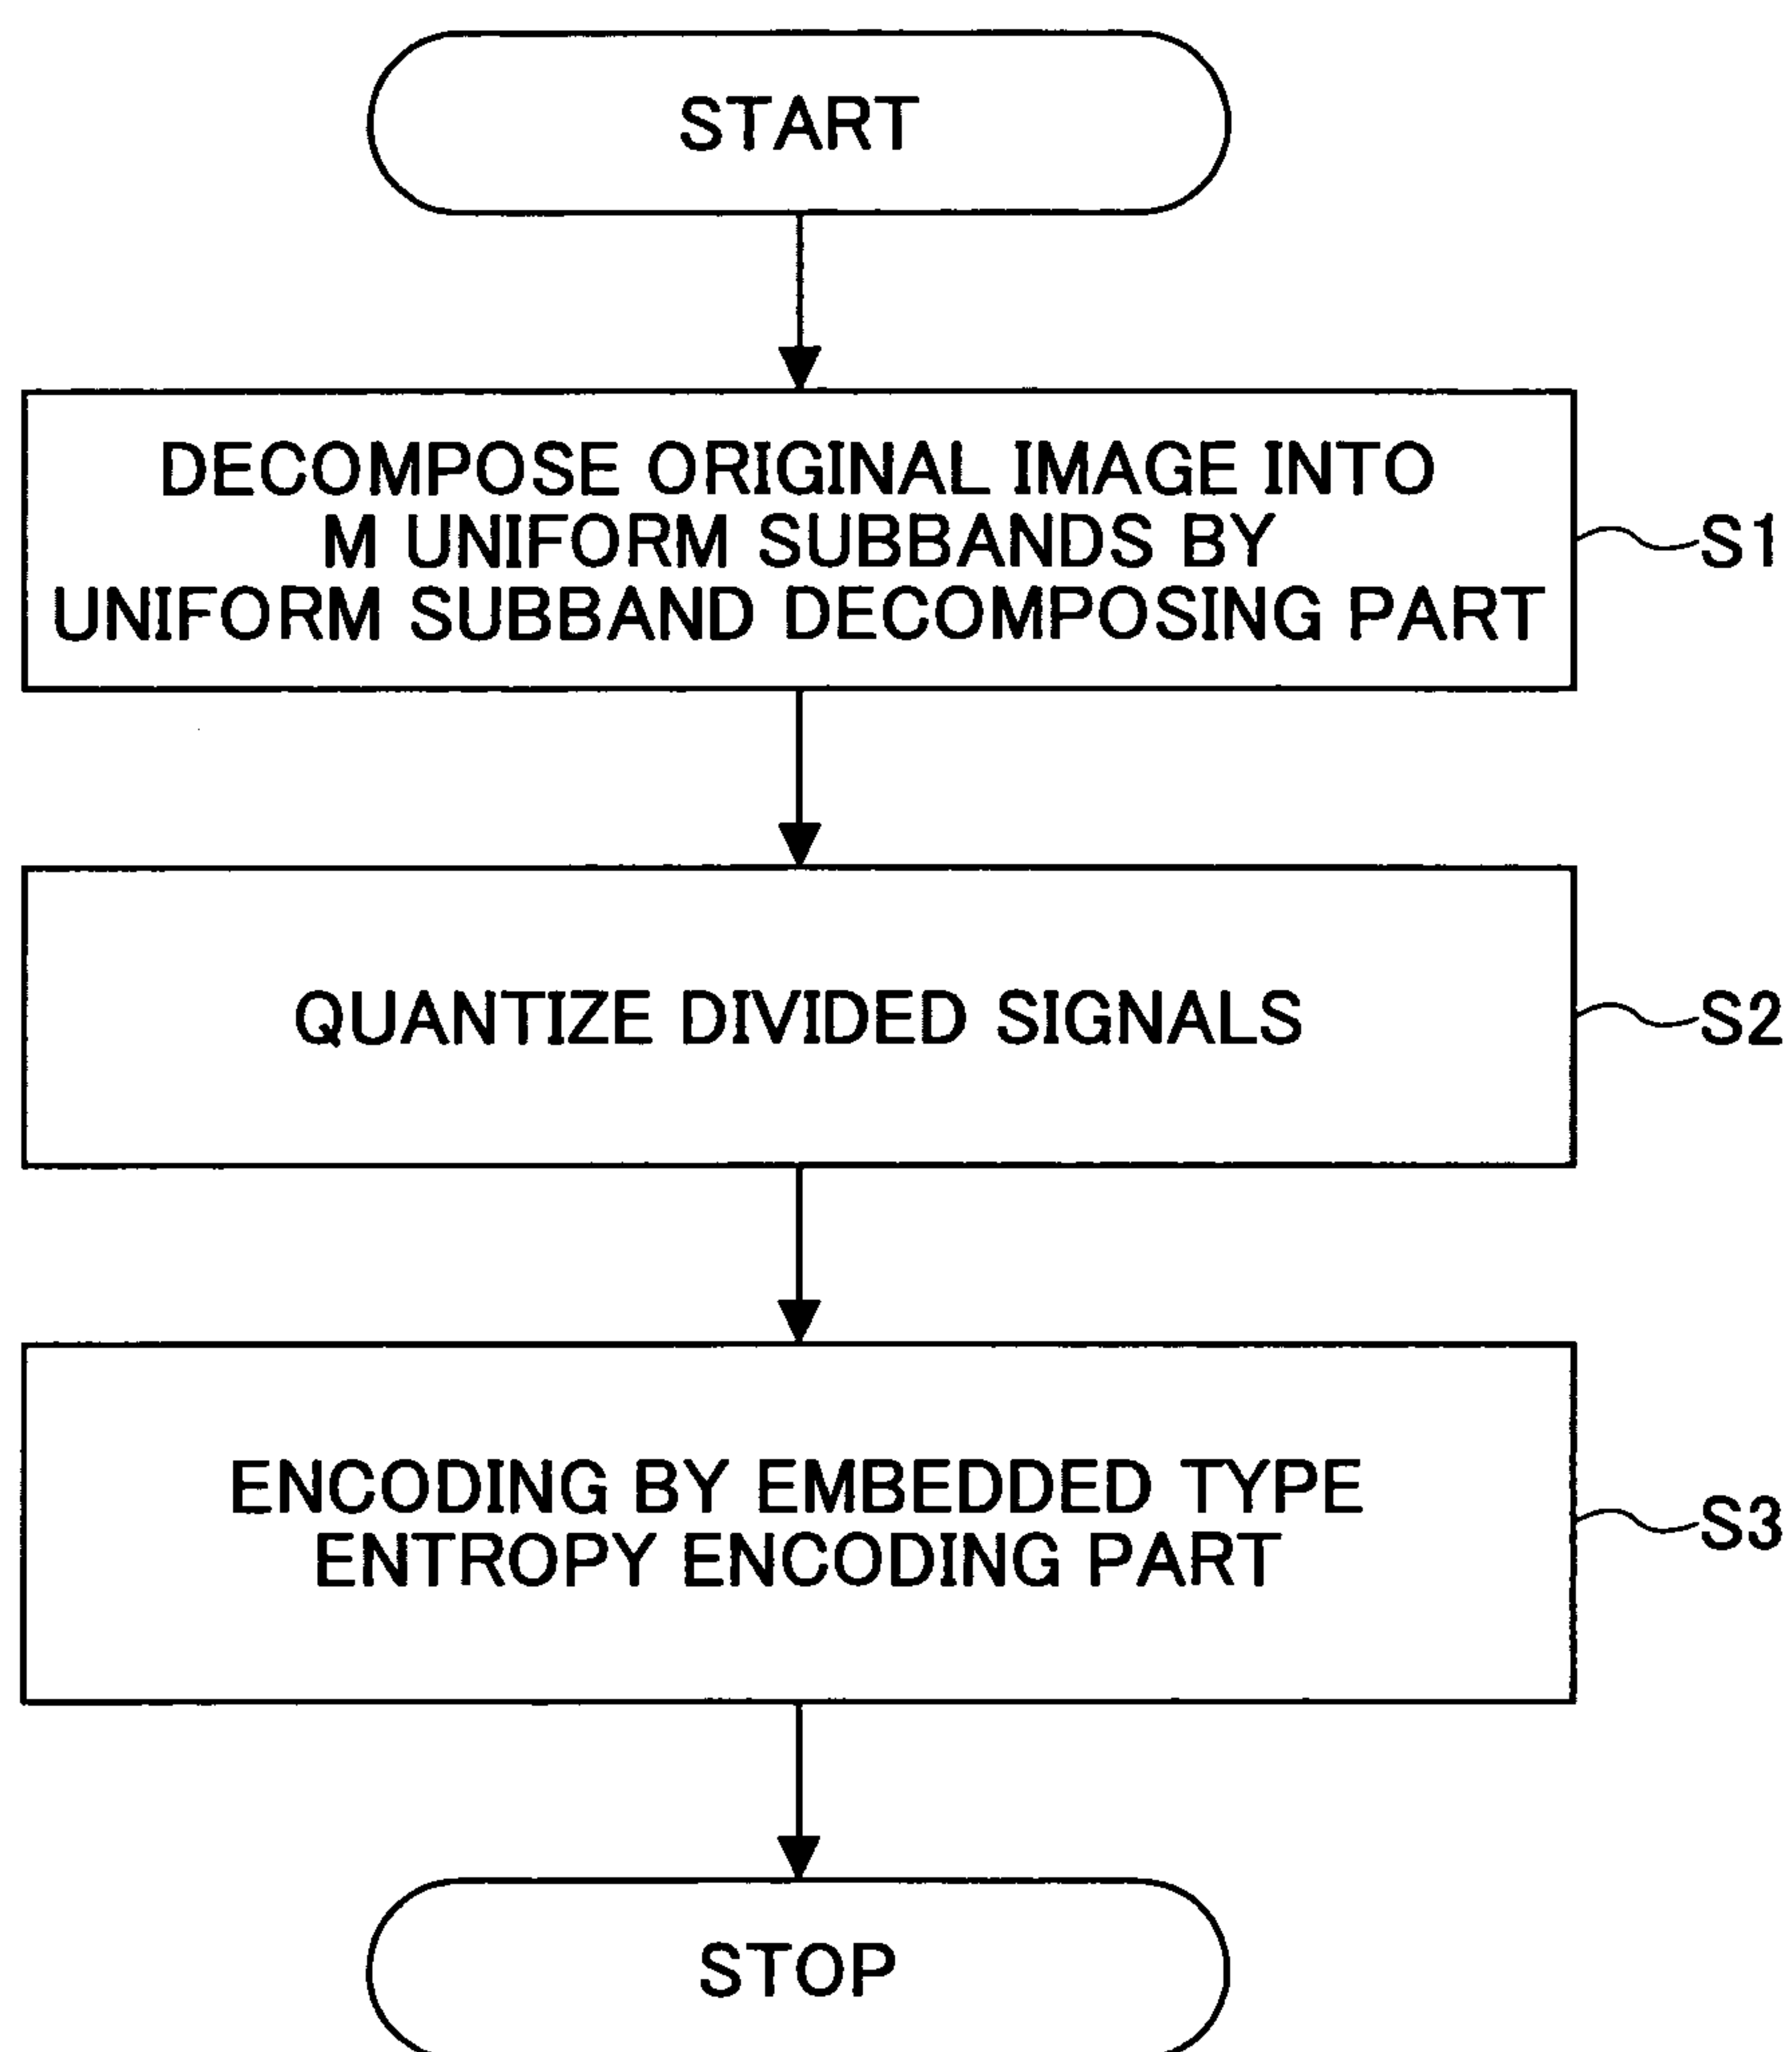 START
DECOMPOSE ORIGINAL IMAGE INTO
M UNIFORM SUBBANDS BY
UNIFORM SUBBAND DECOMPOSING PART
S1
QUANTIZE DIVIDED SIGNALS
S2
ENCODING BY EMBEDDED TYPE
ENTROPY ENCODING PART
S3
STOP